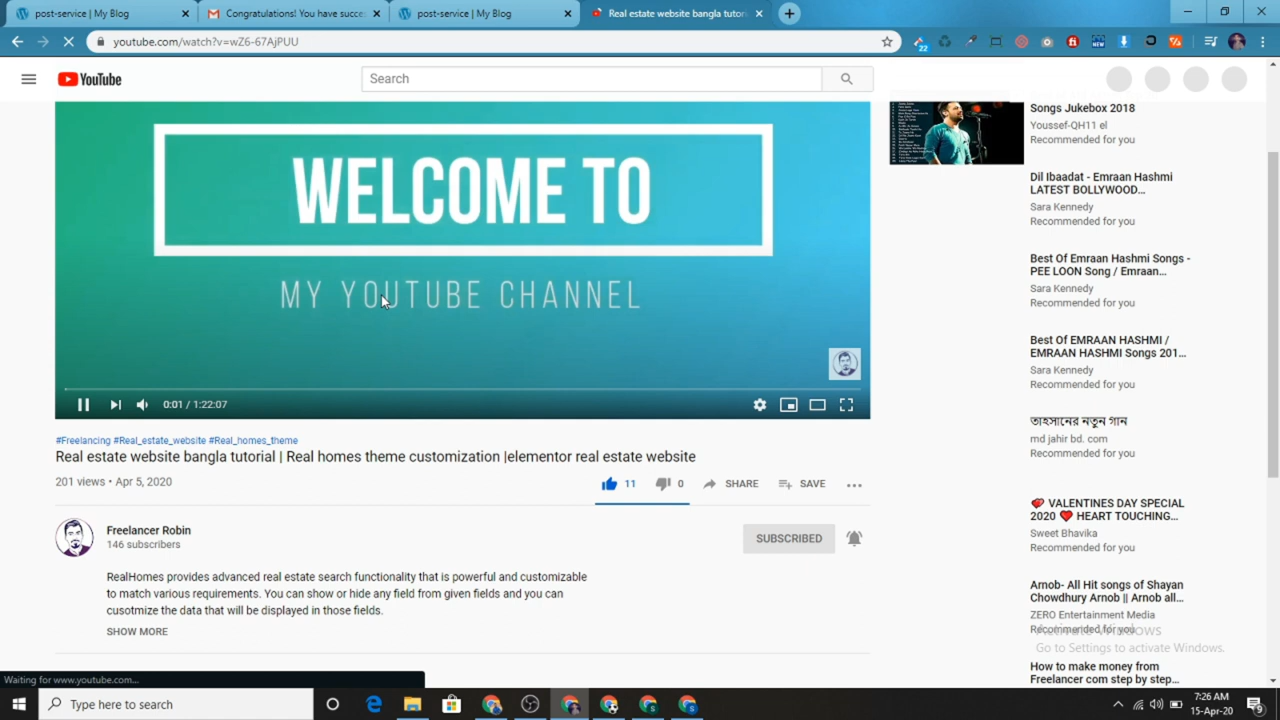 post-service | My Blog
Congratulations! You have succe
post-service | My Blog
Real estate website bangla tutori
youtube.com/watch?v=wZ6-67AjPUU
22
NEW
YouTube
Search
WELCOME TO
MY YOUTUBE CHANNEL
0:01 / 1:22:07
#Freelancing #Real_estate_website #Real_homes_theme
Real estate website bangla tutorial | Real homes theme customization |elementor real estate website
201 views • Apr 5, 2020
11
0
SHARE
SAVE
Freelancer Robin
146 subscribers
SUBSCRIBED
RealHomes provides advanced real estate search functionality that is powerful and customizable
to match various requirements. You can show or hide any field from given fields and you can
cusotmize the data that will be displayed in those fields.
SHOW MORE
Songs Jukebox 2018
Youssef-QH11 el
Recommended for you
Dil Ibaadat - Emraan Hashmi
LATEST BOLLYWOOD...
Sara Kennedy
Recommended for you
Best Of Emraan Hashmi Songs -
PEE LOON Song / Emraan...
Sara Kennedy
Recommended for you
Best Of EMRAAN HASHMI /
EMRAAN HASHMI Songs 201...
Sara Kennedy
Recommended for you
তাহসানের নতুন গান
md jahir bd. com
Recommended for you
VALENTINES DAY SPECIAL
2020 ❤ HEART TOUCHING...
Sweet Bhavika
Recommended for you
Arnob- All Hit songs of Shayan
Chowdhury Arnob || Arnob all...
ZERO Entertainment Media
Recommended for you
Activate Windows
Go to Settings to activate Windows.
How to make money from
Freelancer com step by step...
Waiting for www.youtube.com...
Type here to search
7:26 AM
15-Apr-20
9